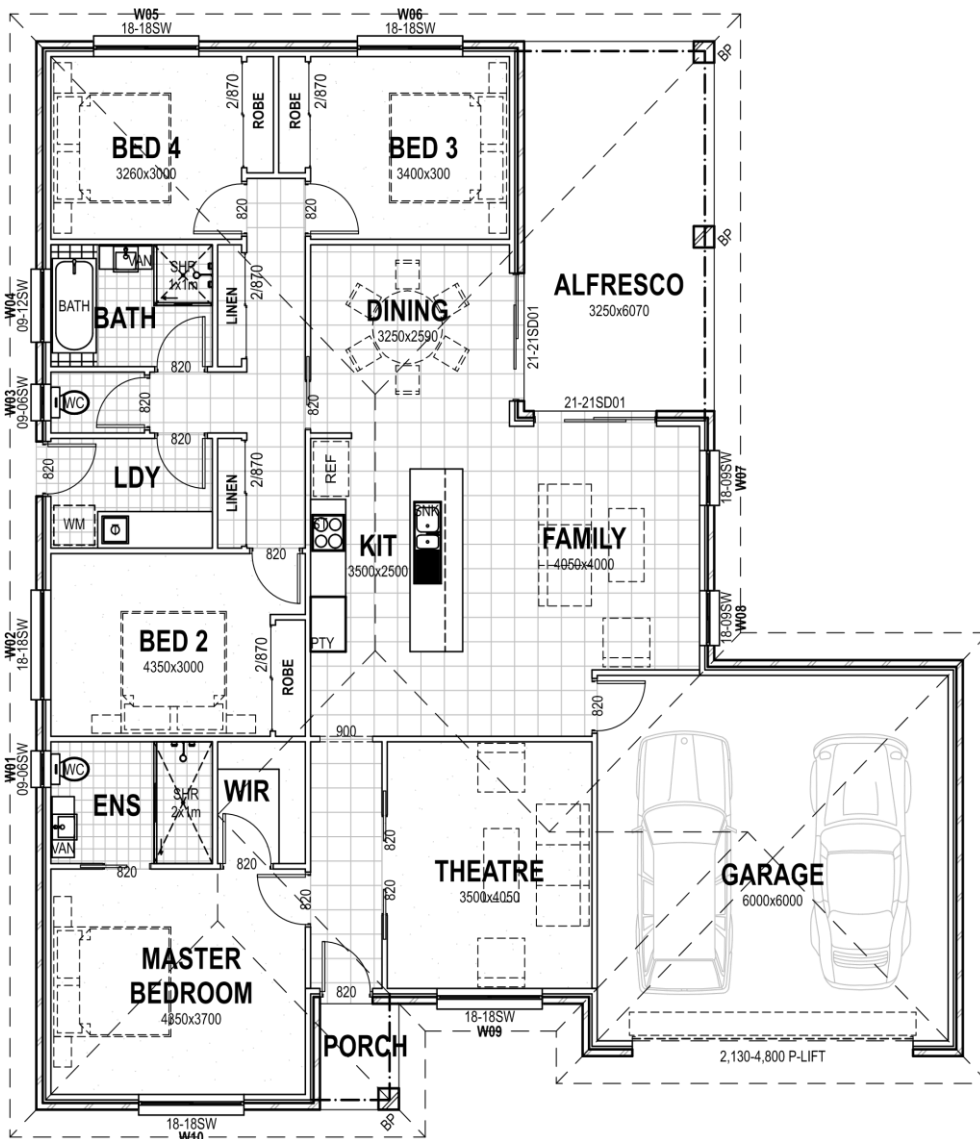 W05
18-18SW
W06
18-18SW
BP
2/870
ROBE
ROBE
2/870
BED 4
3260x3000
BED 3
3400x300
820
820
BP
VAN
SHR
1x1m
BATH
BATH
W04
09-12SW
LINEN
2/870
DINING
3250x2590
ALFRESCO
3250x6070
21-21SD01
820
W03
09-06SW
WC
820
820
21-21SD01
820
820
LDY
WM
LINEN
2/870
REF
ST
SNK
KIT
3500x2500
PTY
FAMILY
4050x4000
18-09SW
W07
18-09SW
W08
820
W02
18-18SW
BED 2
4350x3000
2/870
ROBE
900
820
W01
09-06SW
WC
ENS
VAN
SHR
2x1m
WIR
820
820
820
820
820
THEATRE
3500x4050
GARAGE
6000x6000
MASTER
BEDROOM
4350x3700
820
PORCH
18-18SW
W09
2,130-4,800 P-LIFT
BP
18-18SW
W10